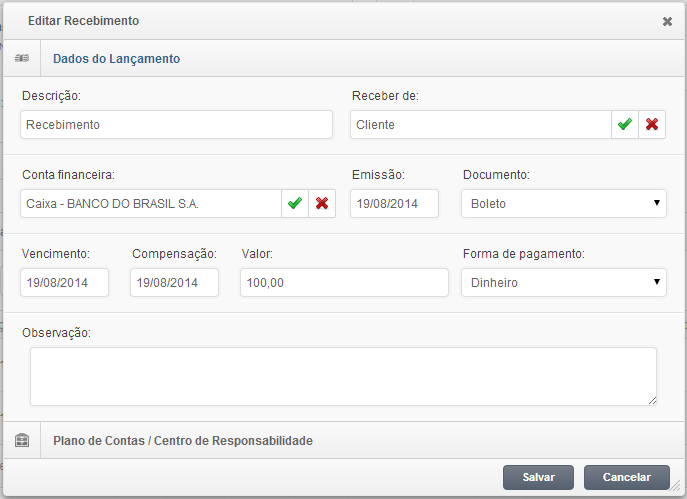 Editar Recebimento
Dados do Lançamento
Descrição: Receber de:
Recebimento Cliente
Conta financeira: Emissão: Documento:
Caixa - BANCO DO BRASIL S.A. 19/08/2014 Boleto
Vencimento: Compensação: Valor: Forma de pagamento:
19/08/2014 19/08/2014 100,00 Dinheiro
Observação:
Plano de Contas / Centro de Responsabilidade
Salvar Cancelar